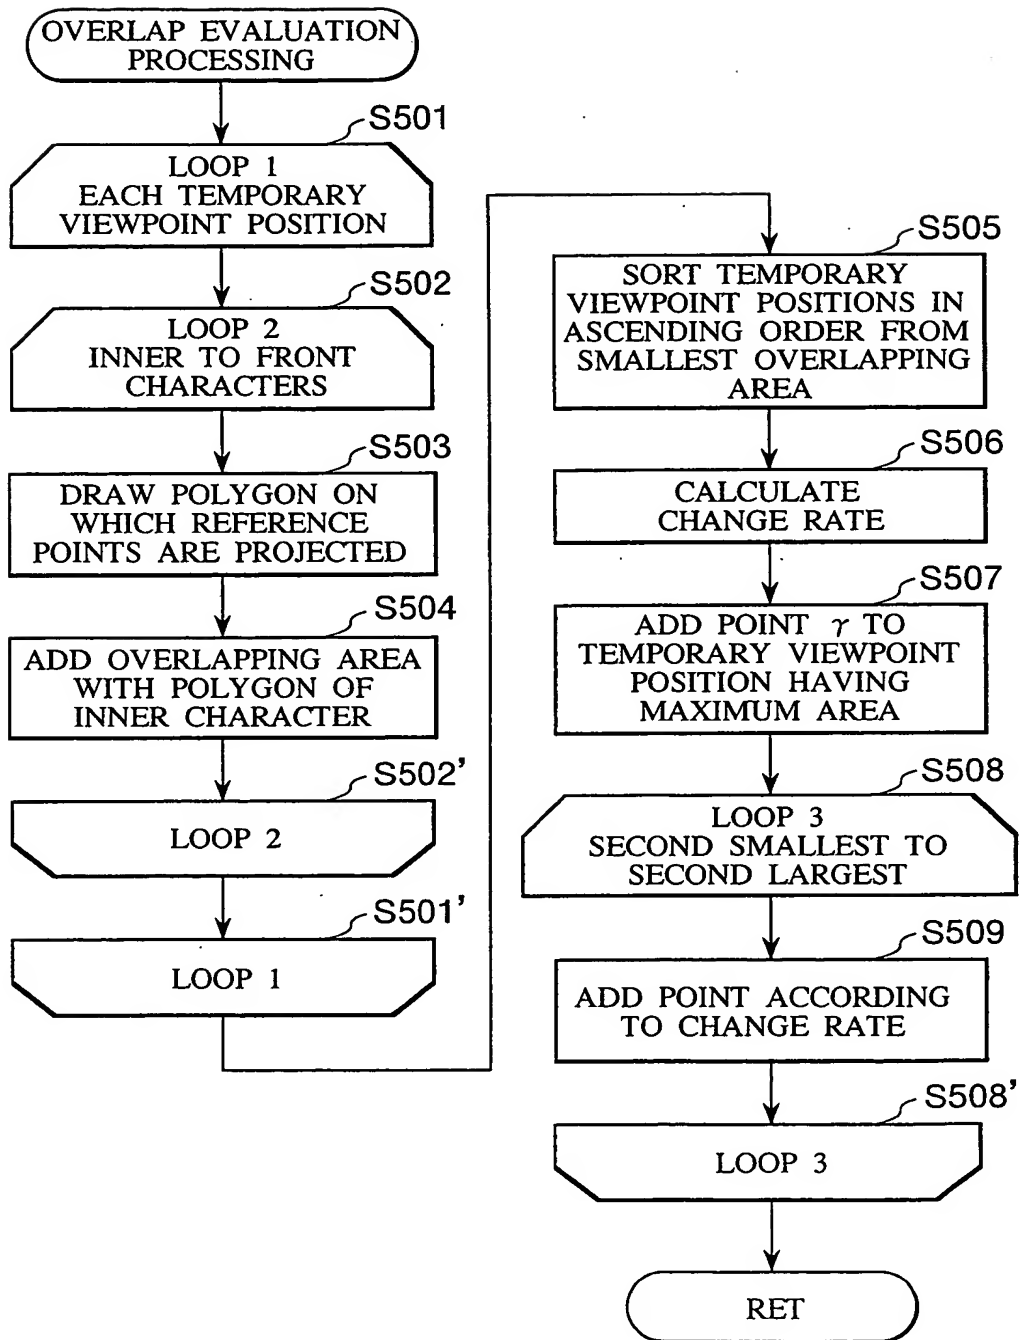 OVERLAP EVALUATION
PROCESSING
S501
LOOP 1
EACH TEMPORARY
VIEWPOINT POSITION
S502
LOOP 2
INNER TO FRONT
CHARACTERS
S503
DRAW POLYGON ON
WHICH REFERENCE
POINTS ARE PROJECTED
S504
ADD OVERLAPPING AREA
WITH POLYGON OF
INNER CHARACTER
S502'
LOOP 2
S501'
LOOP 1
S505
SORT TEMPORARY
VIEWPOINT POSITIONS IN
ASCENDING ORDER FROM
SMALLEST OVERLAPPING
AREA
S506
CALCULATE
CHANGE RATE
S507
ADD POINT γ TO
TEMPORARY VIEWPOINT
POSITION HAVING
MAXIMUM AREA
S508
LOOP 3
SECOND SMALLEST TO
SECOND LARGEST
S509
ADD POINT ACCORDING
TO CHANGE RATE
S508'
LOOP 3
RET